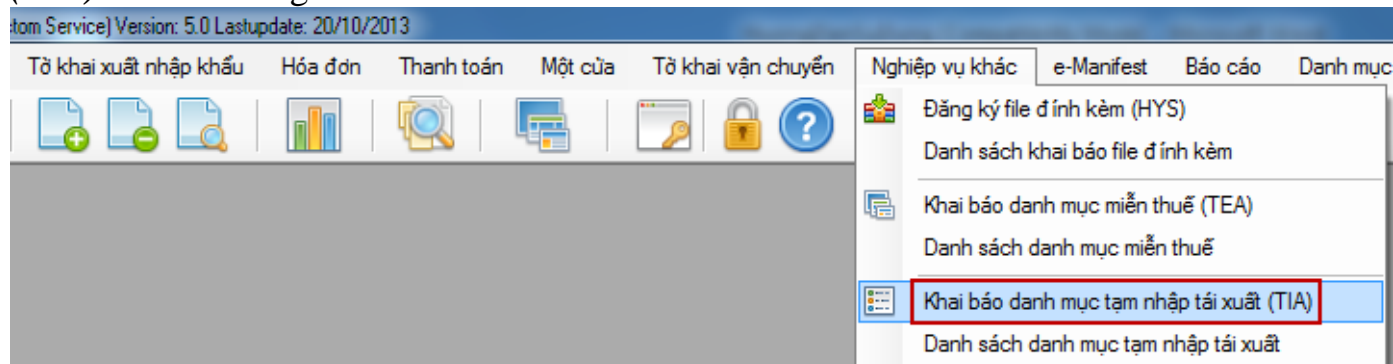 tom Service) Version: 5.0 Lastupdate: 20/10/2013
Tờ khai xuất nhập khẩu Hóa đơn Thanh toán Một cửa Tờ khai vận chuyển Nghiệp vụ khác e-Manifest Báo cáo Danh mục
Đăng ký file đính kèm (HYS)
Danh sách khai báo file đính kèm
Khai báo danh mục miễn thuế (TEA)
Danh sách danh mục miễn thuế
Khai báo danh mục tạm nhập tái xuất (TIA)
Danh sách danh mục tạm nhập tái xuất